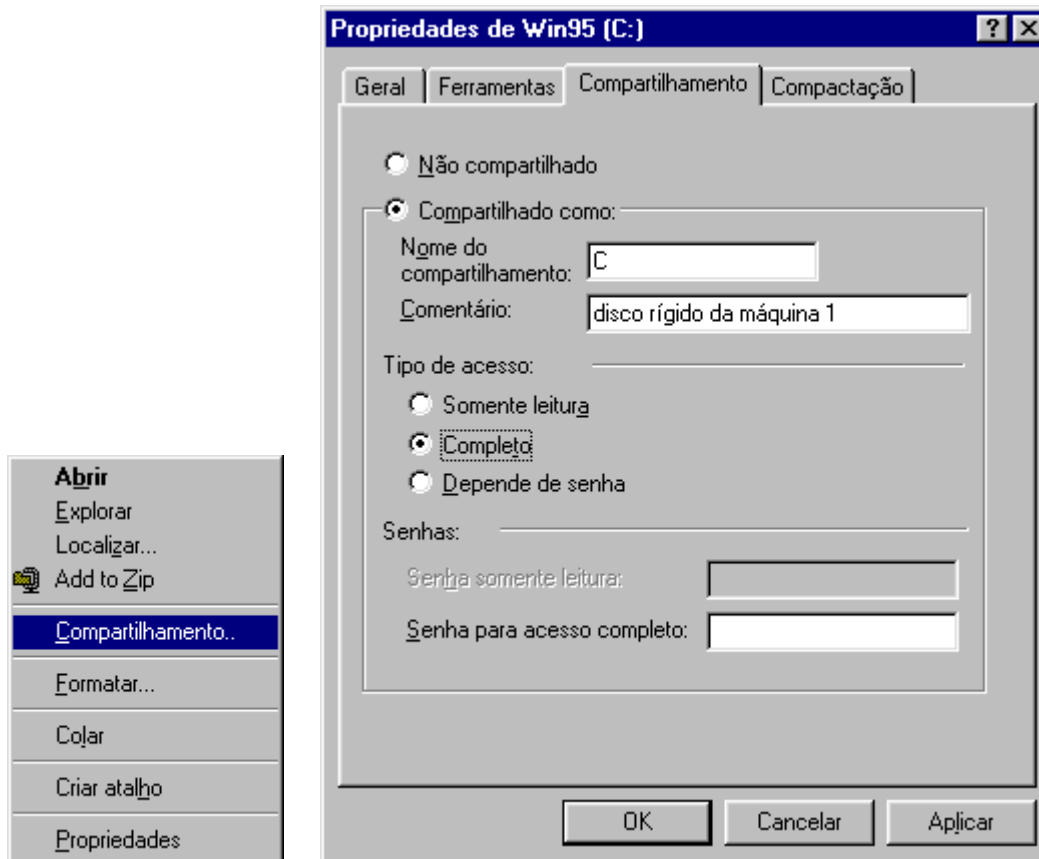 Abrir
Explorar
Localizar...
Add to Zip
Compartilhamento..
Formatar...
Colar
Criar atalho
Propriedades
Propriedades de Win95 (C:)
Geral Ferramentas Compartilhamento Compactação
Não compartilhado
Compartilhado como:
Nome do
compartilhamento: C
Comentário: disco rígido da máquina 1
Tipo de acesso:
Somente leitura
Completo
Depende de senha
Senhas:
Senha somente leitura:
Senha para acesso completo:
OK Cancelar Aplicar